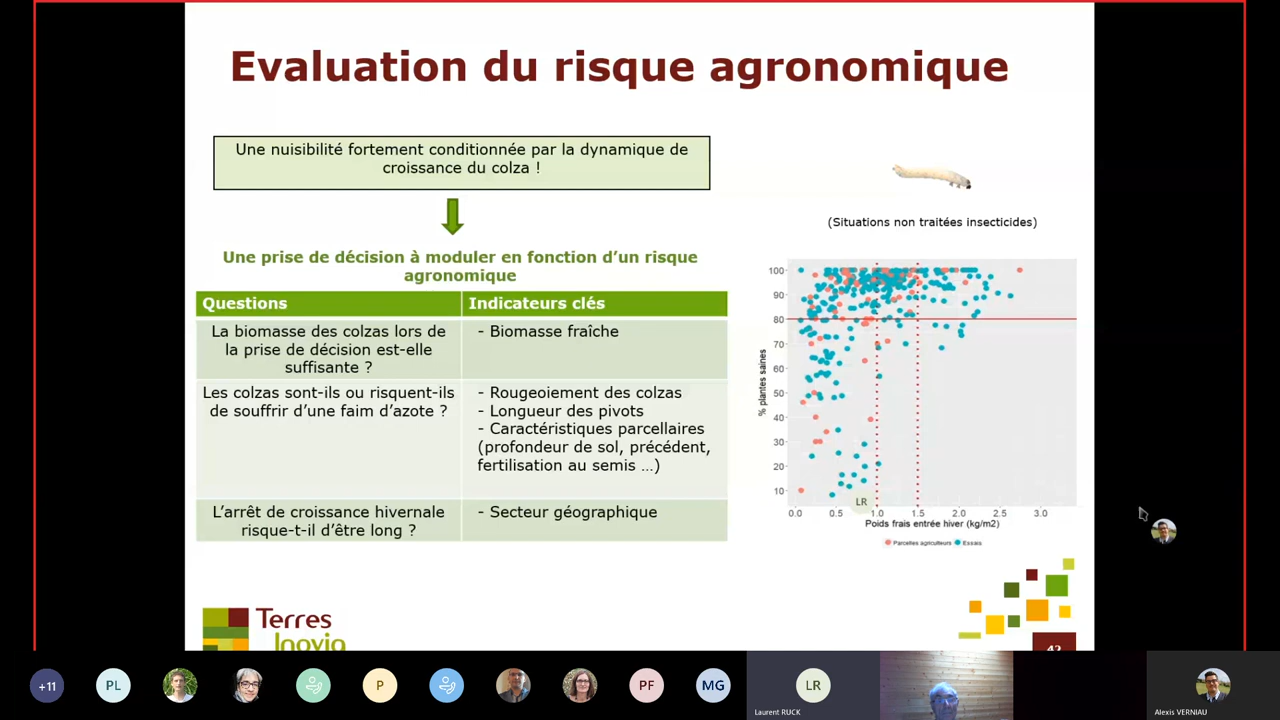 Evaluation du risque agronomique
Une nuisibilité fortement conditionnée par la dynamique de
croissance du colza !
(Situations non traitées insecticides)
Une prise de décision à moduler en fonction d’un risque
agronomique
Questions
Indicateurs clés
La biomasse des colzas lors de
la prise de décision est-elle
suffisante ?
- Biomasse fraîche
Les colzas sont-ils ou risquent-ils
de souffrir d’une faim d’azote ?
- Rougeoiement des colzas
- Longueur des pivots
- Caractéristiques parcellaires
(profondeur de sol, précédent,
fertilisation au semis …)
L’arrêt de croissance hivernale
risque-t-il d’être long ?
- Secteur géographique
% plantes saines
100
90
80
70
60
50
40
30
20
10
LR
0.0 0.5 1.0 1.5 2.0 2.5 3.0
Poids frais entrée hiver (kg/m2)
Parcelles agriculteurs Essais
Terres
Inovia
42
+11
PL
P
PF
MG
LR
Laurent RUCK
Alexis VERNIAU